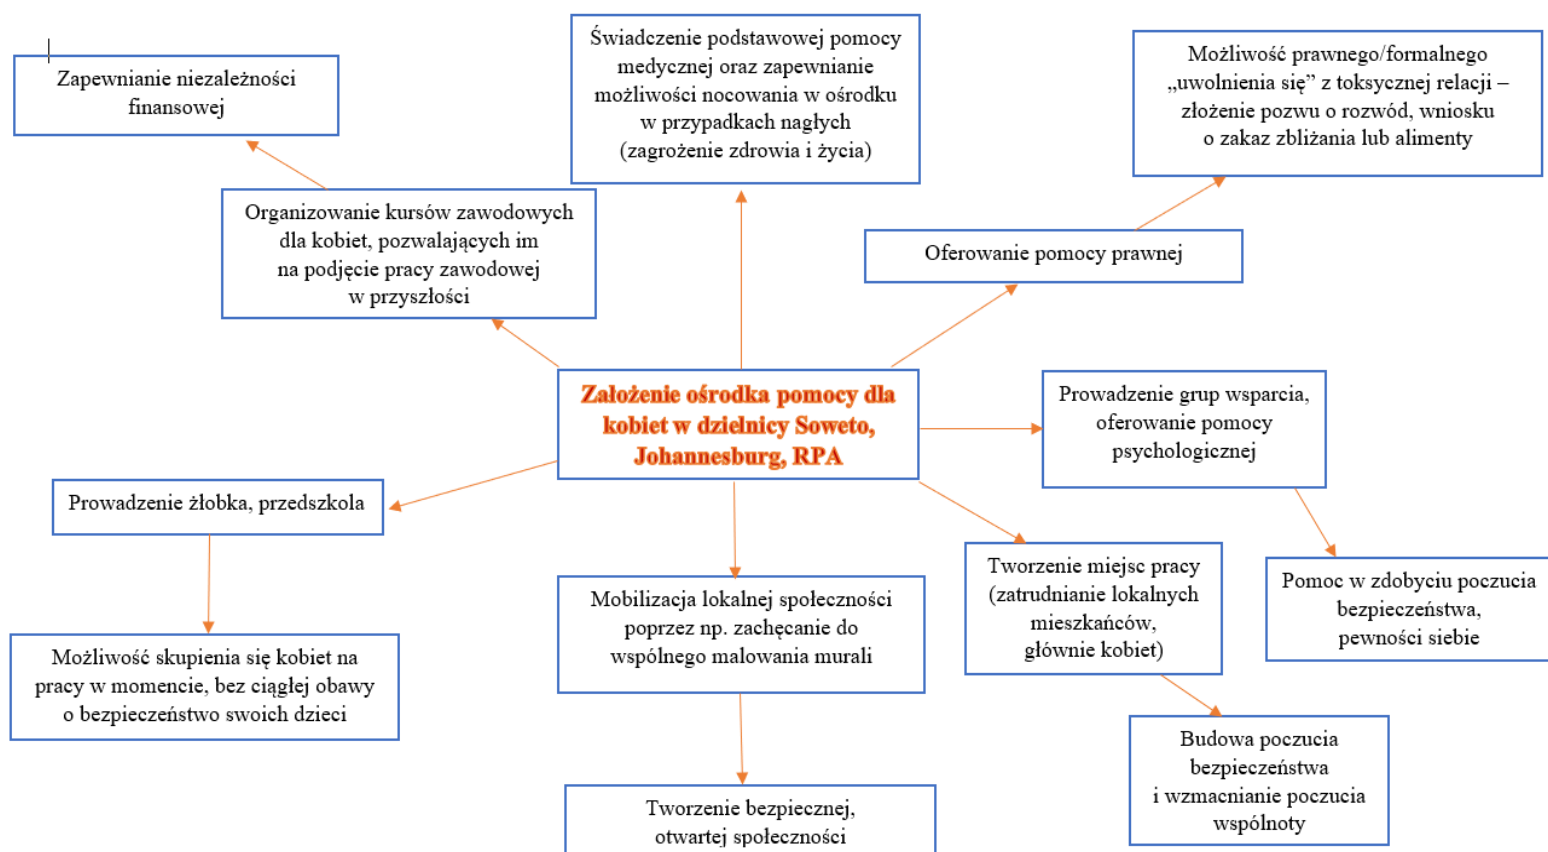 Zapewnianie niezależności
finansowej
Świadczenie podstawowej pomocy
medycznej oraz zapewnianie
możliwości nocowania w ośrodku
w przypadkach nagłych
(zagrożenie zdrowia i życia)
Możliwość prawnego/formalnego
„uwolnienia się” z toksycznej relacji –
złożenie pozwu o rozwód, wniosku
o zakaz zbliżania lub alimenty
Organizowanie kursów zawodowych
dla kobiet, pozwalających im
na podjęcie pracy zawodowej
w przyszłości
Oferowanie pomocy prawnej
Założenie ośrodka pomocy dla
kobiet w dzielnicy Soweto,
Johannesburg, RPA
Prowadzenie grup wsparcia,
oferowanie pomocy
psychologicznej
Prowadzenie żłobka, przedszkola
Mobilizacja lokalnej społeczności
poprzez np. zachęcanie do
wspólnego malowania murali
Tworzenie miejsc pracy
(zatrudnianie lokalnych
mieszkańców,
głównie kobiet)
Pomoc w zdobyciu poczucia
bezpieczeństwa,
pewności siebie
Możliwość skupienia się kobiet na
pracy w momencie, bez ciągłej obawy
o bezpieczeństwo swoich dzieci
Tworzenie bezpiecznej,
otwartej społeczności
Budowa poczucia
bezpieczeństwa
i wzmacnianie poczucia
wspólnoty